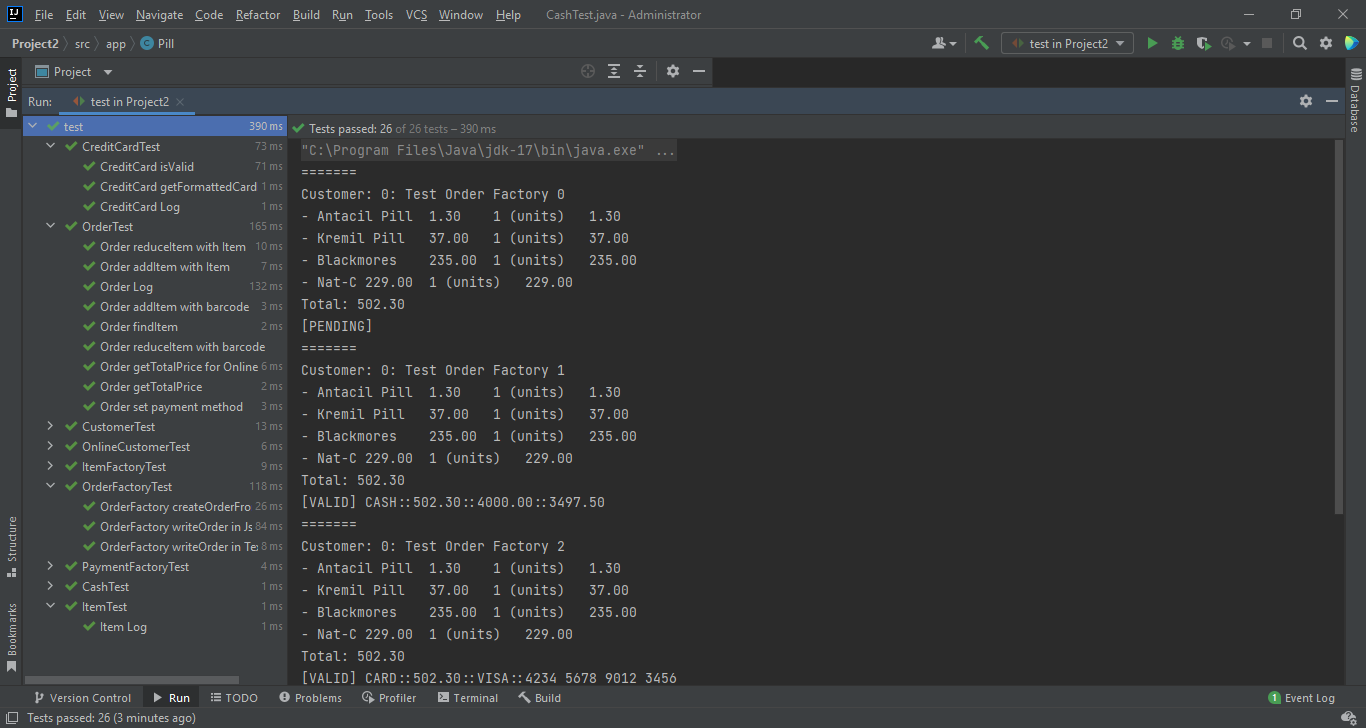 IJ File Edit View Navigate Code Refactor Build Run Tools VCS Window Help CashTest.java - Administrator
Project2 src app C Pill test in Project2
Project
Project
Run: test in Project2
Database
test 390 ms
CreditCardTest 73 ms
CreditCard isValid 71 ms
CreditCard getFormattedCard 1 ms
CreditCard Log 1 ms
OrderTest 165 ms
Order reduceItem with Item 10 ms
Order addItem with Item 7 ms
Order Log 132 ms
Order addItem with barcode 3 ms
Order findItem 2 ms
Order reduceItem with barcode
Order getTotalPrice for Online 6 ms
Order getTotalPrice 2 ms
Order set payment method 3 ms
CustomerTest 13 ms
OnlineCustomerTest 6 ms
ItemFactoryTest 9 ms
OrderFactoryTest 118 ms
OrderFactory createOrderFro 26 ms
OrderFactory writeOrder in Js 84 ms
OrderFactory writeOrder in Te 8 ms
PaymentFactoryTest 4 ms
CashTest 1 ms
ItemTest 1 ms
Item Log 1 ms
Structure
Bookmarks
Tests passed: 26 of 26 tests – 390 ms
"C:\Program Files\Java\jdk-17\bin\java.exe" ...
=======
Customer: 0: Test Order Factory 0
- Antacil Pill 1.30 1 (units) 1.30
- Kremil Pill 37.00 1 (units) 37.00
- Blackmores 235.00 1 (units) 235.00
- Nat-C 229.00 1 (units) 229.00
Total: 502.30
[PENDING]
=======
Customer: 0: Test Order Factory 1
- Antacil Pill 1.30 1 (units) 1.30
- Kremil Pill 37.00 1 (units) 37.00
- Blackmores 235.00 1 (units) 235.00
- Nat-C 229.00 1 (units) 229.00
Total: 502.30
[VALID] CASH::502.30::4000.00::3497.50
=======
Customer: 0: Test Order Factory 2
- Antacil Pill 1.30 1 (units) 1.30
- Kremil Pill 37.00 1 (units) 37.00
- Blackmores 235.00 1 (units) 235.00
- Nat-C 229.00 1 (units) 229.00
Total: 502.30
[VALID] CARD::502.30::VISA::4234 5678 9012 3456
Version Control Run TODO Problems Profiler Terminal Build 1 Event Log
Tests passed: 26 (3 minutes ago)